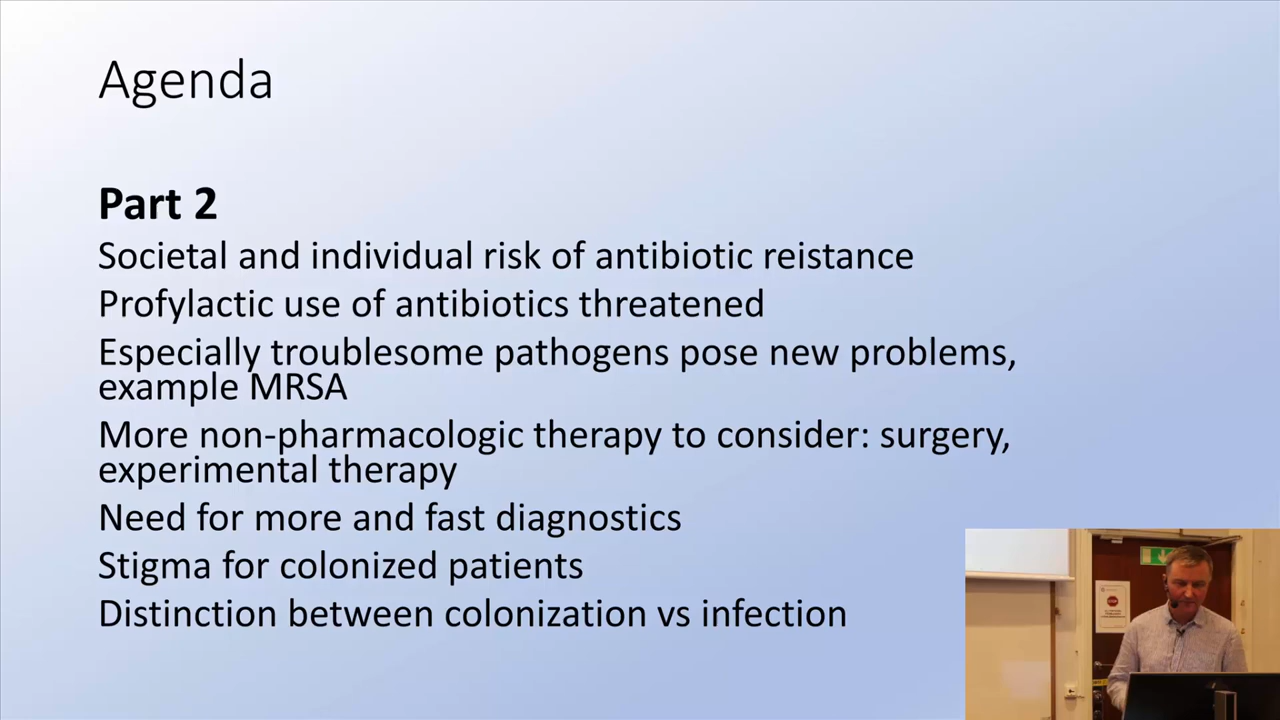 Agenda
Part 2
Societal and individual risk of antibiotic reistance
Profylactic use of antibiotics threatened
Especially troublesome pathogens pose new problems,
example MRSA
More non-pharmacologic therapy to consider: surgery,
experimental therapy
Need for more and fast diagnostics
Stigma for colonized patients
Distinction between colonization vs infection
STOP